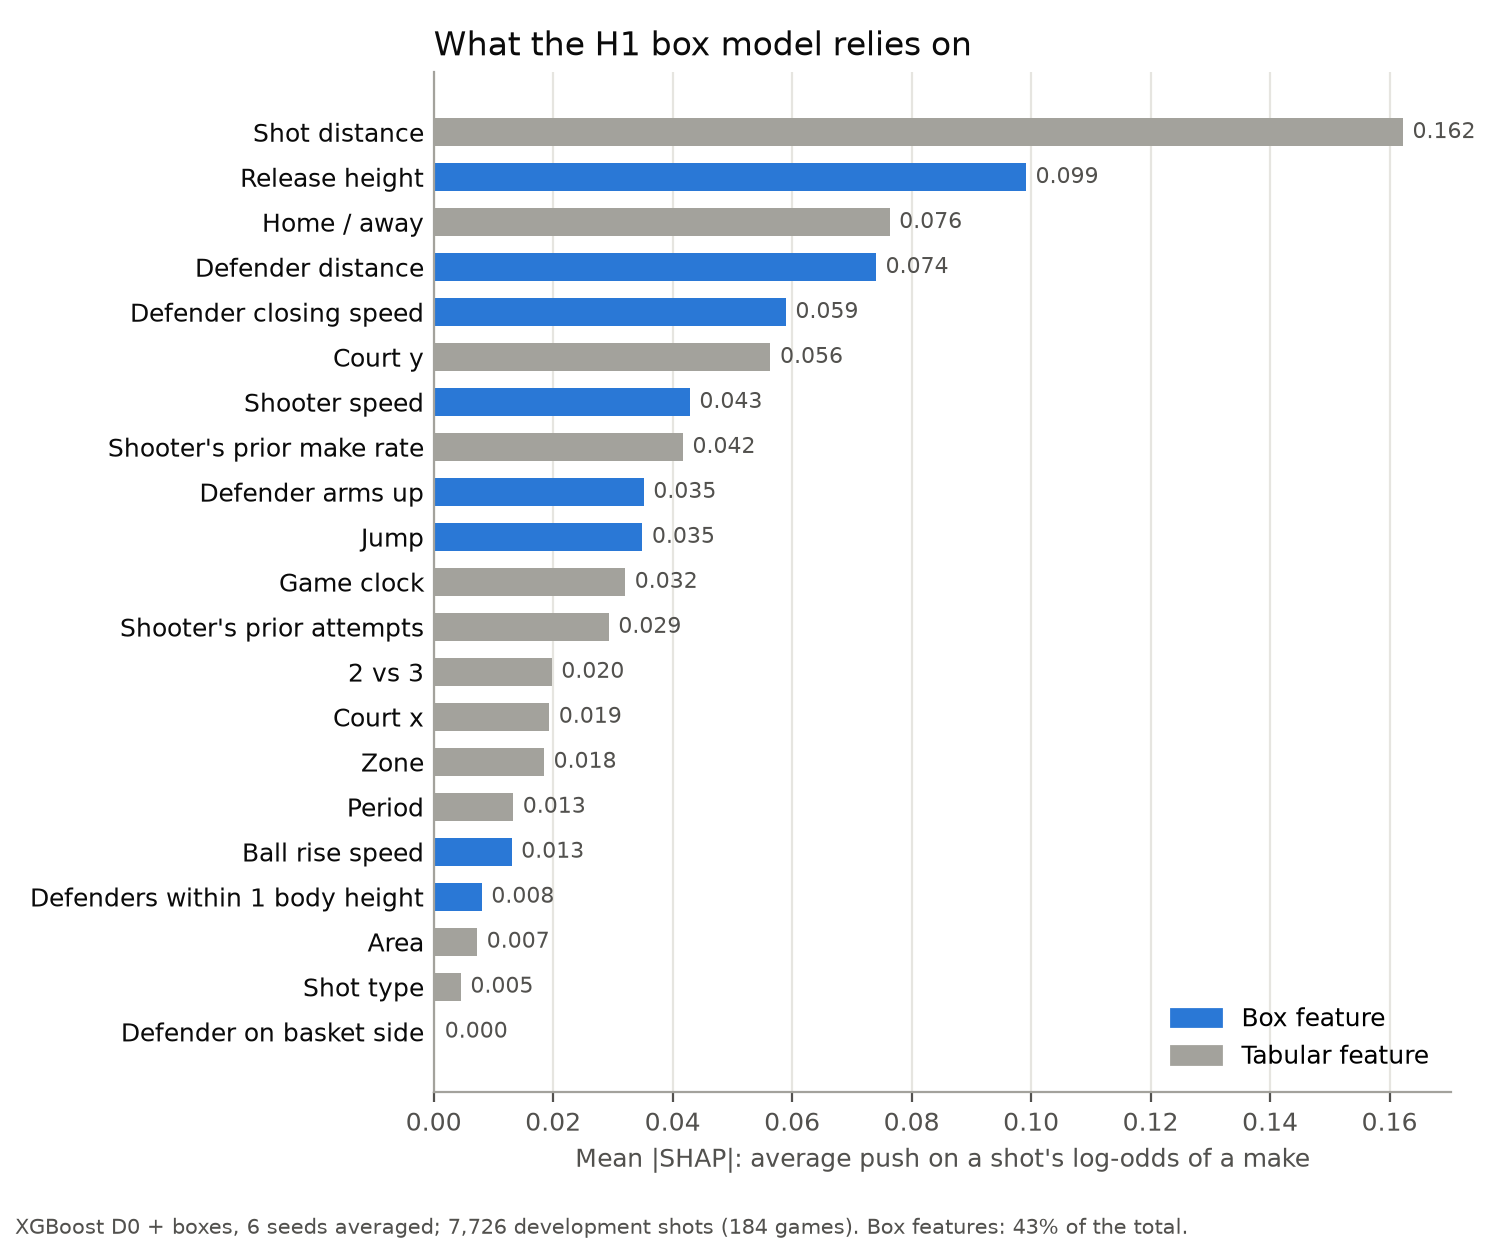 What the H1 box model relies on
Shot distance 0.162
Release height 0.099
Home / away 0.076
Defender distance 0.074
Defender closing speed 0.059
Court y 0.056
Shooter speed 0.043
Shooter's prior make rate 0.042
Defender arms up 0.035
Jump 0.035
Game clock 0.032
Shooter's prior attempts 0.029
2 vs 3 0.020
Court x 0.019
Zone 0.018
Period 0.013
Ball rise speed 0.013
Defenders within 1 body height 0.008
Area 0.007
Shot type 0.005
Defender on basket side 0.000
Box feature
Tabular feature
0.00 0.02 0.04 0.06 0.08 0.10 0.12 0.14 0.16
Mean |SHAP|: average push on a shot's log-odds of a make
XGBoost D0 + boxes, 6 seeds averaged; 7,726 development shots (184 games). Box features: 43% of the total.